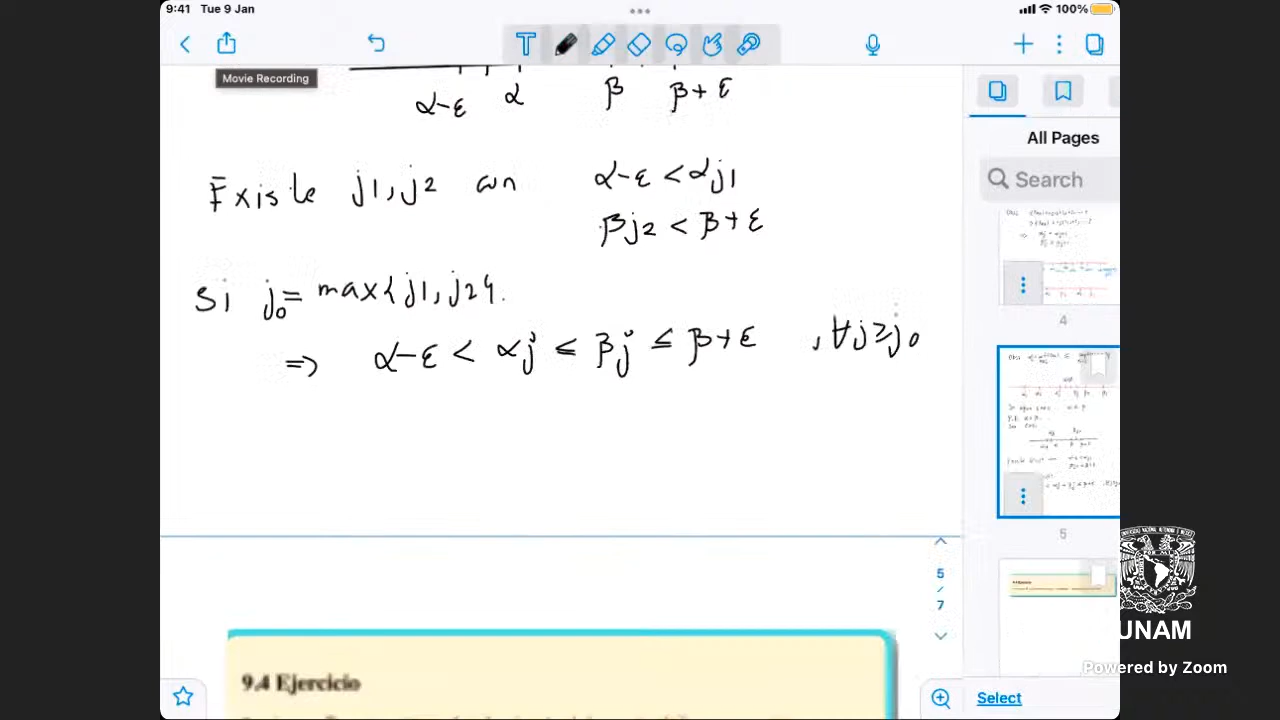 9:41 Tue 9 Jan
100%
Movie Recording
α-ε α β β+ε
Existe j1, j2 con α-ε < αj1
βj2 < β+ε
Si j₀ = max{j1, j2}.
⇒ α-ε < αj ≤ βj ≤ β+ε , ∀j≥j₀
9.4 Ejercicio
5
/
7
All Pages
Search
4
5
Select
UNAM
Powered by Zoom